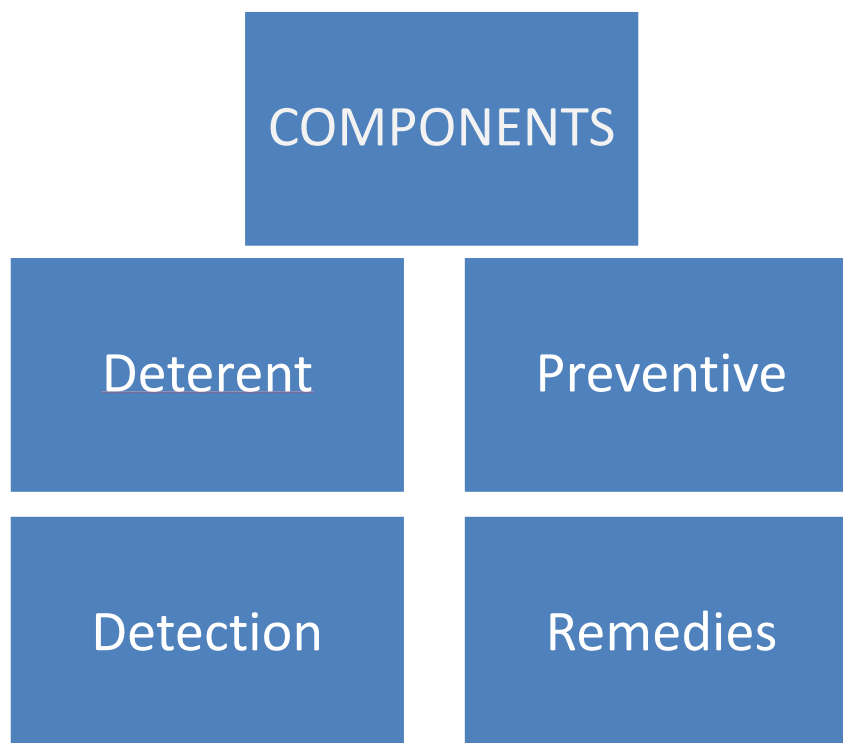 COMPONENTS
Deterent
Preventive
Detection
Remedies